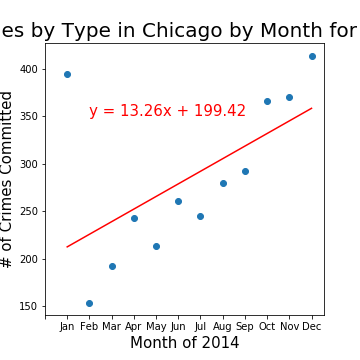 es by Type in Chicago by Month for
# of Crimes Committed
400
350
300
250
200
150
y = 13.26x + 199.42
Jan Feb Mar Apr May Jun Jul Aug Sep Oct Nov Dec
Month of 2014